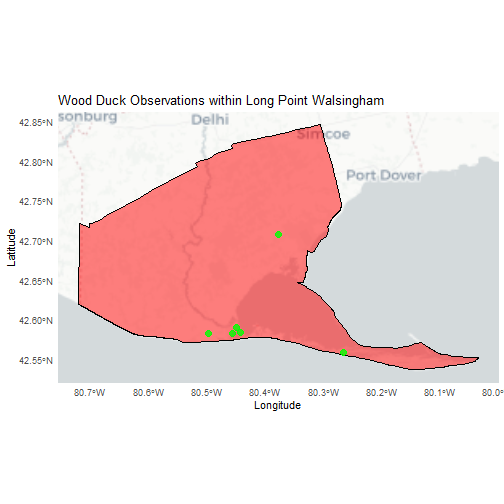 Wood Duck Observations within Long Point Walsingham
sonburg
Delhi
Simcoe
Port Dover
42.85°N
42.80°N
42.75°N
42.70°N
42.65°N
42.60°N
42.55°N
Latitude
80.7°W 80.6°W 80.5°W 80.4°W 80.3°W 80.2°W 80.1°W 80.0°
Longitude